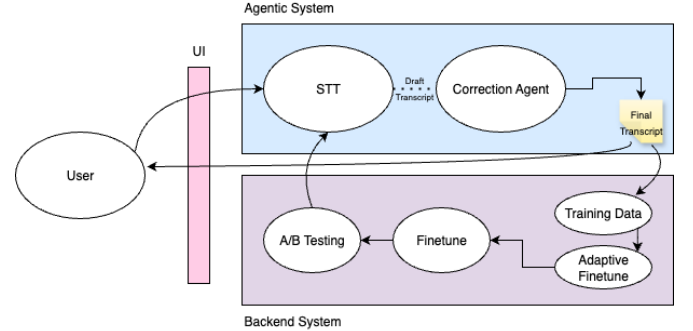 Agentic System
UI
STT
Draft
Transcript
Correction Agent
Final
Transcript
User
Training Data
A/B Testing
Finetune
Adaptive
Finetune
Backend System